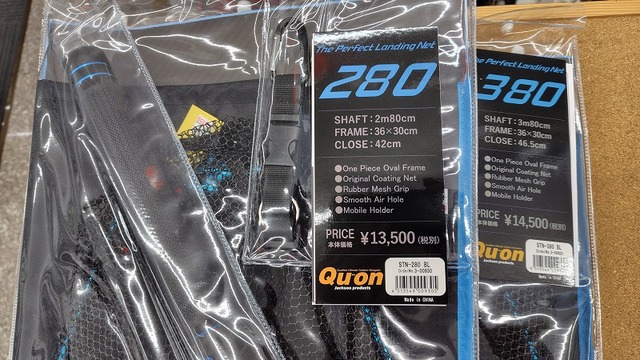 The Perfect Landing Net
280
SHAFT：2m80cm
FRAME：36×30cm
CLOSE：42cm
●One Piece Oval Frame
●Original Coating Net
●Rubber Mesh Grip
●Smooth Air Hole
●Mobile Holder
PRICE
本体価格
¥13,500(税別)
Quon
Jackson products
STN-280 BL
Made in CHINA
The Perfect Landing Net
380
SHAFT：3m80cm
FRAME：36×30cm
CLOSE：46.5cm
●One Piece Oval Frame
●Original Coating Net
●Rubber Mesh Grip
●Smooth Air Hole
●Mobile Holder
PRICE
本体価格
¥14,500(税別)
Quon
STN-380 BL